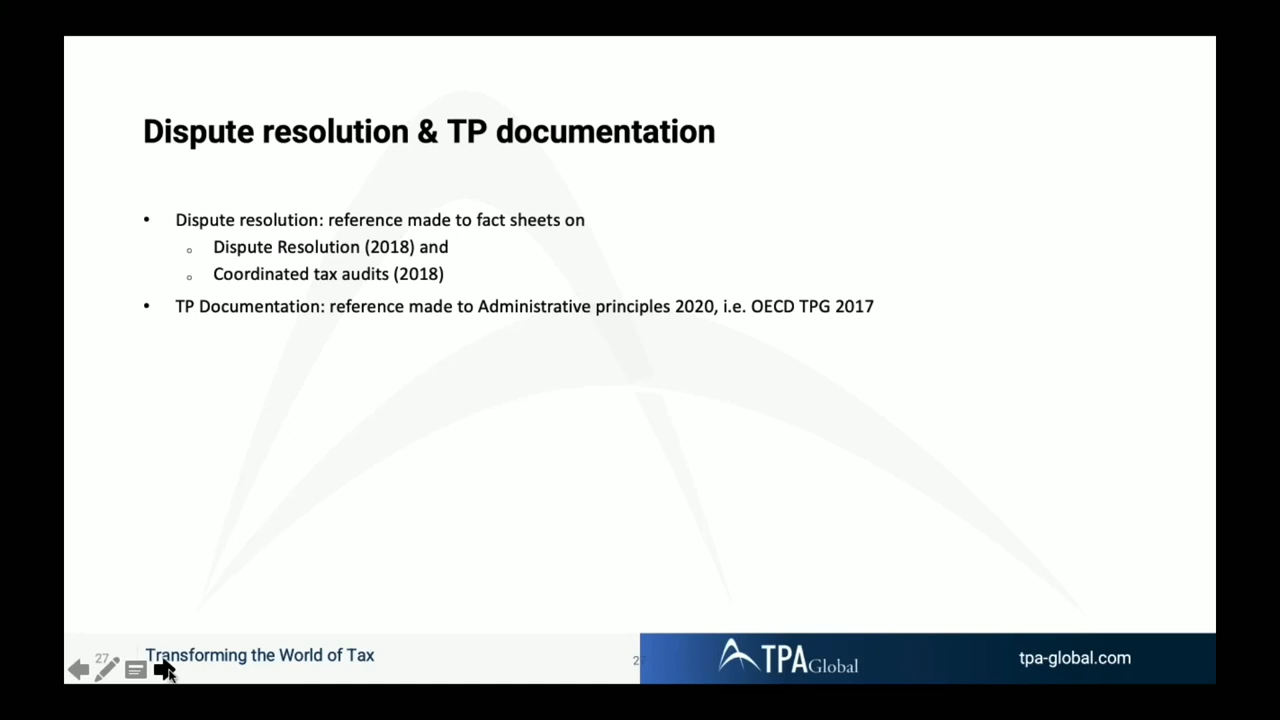 Dispute resolution & TP documentation
• Dispute resolution: reference made to fact sheets on
o Dispute Resolution (2018) and
o Coordinated tax audits (2018)
• TP Documentation: reference made to Administrative principles 2020, i.e. OECD TPG 2017
27
Transforming the World of Tax
TPA Global
tpa-global.com